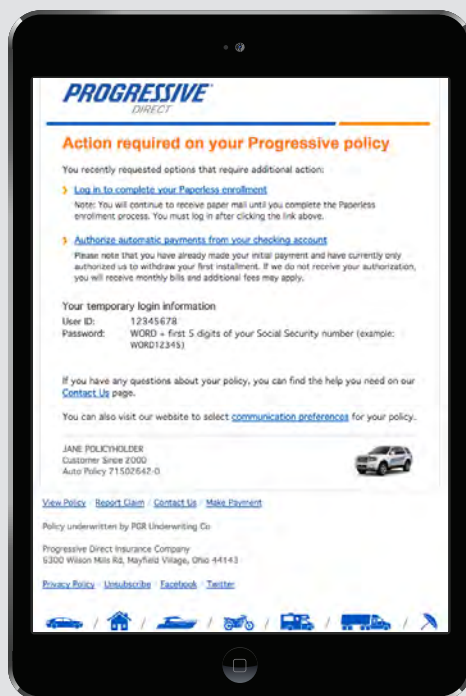 PROGRESSIVE
DIRECT
Action required on your Progressive policy
You recently requested options that require additional action:
Log in to complete your Paperless enrollment
Note: You will continue to receive paper mail until you complete the Paperless
enrollment process. You must log in after clicking the link above.
Authorize automatic payments from your checking account
Please note that you have already made your initial payment and have currently only
authorized us to withdraw your first installment. If we do not receive your authorization,
you will receive monthly bills and additional fees may apply.
Your temporary login information
User ID: 12345678
Password: WORD + first 5 digits of your Social Security number (example:
WORD12345)
If you have any questions about your policy, you can find the help you need on our
Contact Us page.
You can also visit our website to select communication preferences for your policy.
JANE POLICYHOLDER
Customer Since 2000
Auto Policy 71502642-0
View Policy / Report Claim / Contact Us / Make Payment
Policy underwritten by PGR Underwriting Co
Progressive Direct Insurance Company
6300 Wilson Mills Rd, Mayfield Village, Ohio 44143
Privacy Policy / Unsubscribe / Facebook / Twitter